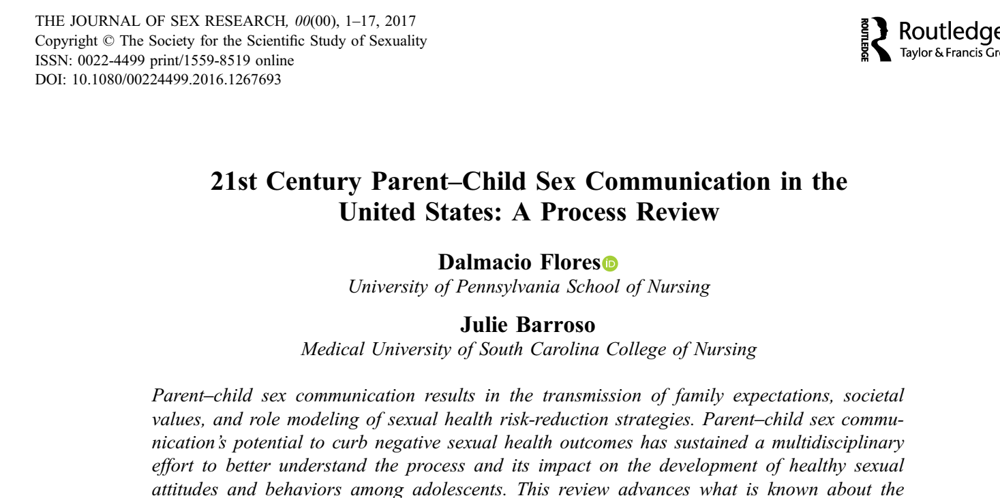 THE JOURNAL OF SEX RESEARCH, 00(00), 1–17, 2017
Copyright © The Society for the Scientific Study of Sexuality
ISSN: 0022-4499 print/1559-8519 online
DOI: 10.1080/00224499.2016.1267693
ROUTLEDGE
Routledge
Taylor & Francis Gr
21st Century Parent–Child Sex Communication in the
United States: A Process Review
Dalmacio Flores iD
University of Pennsylvania School of Nursing
Julie Barroso
Medical University of South Carolina College of Nursing
Parent–child sex communication results in the transmission of family expectations, societal
values, and role modeling of sexual health risk-reduction strategies. Parent–child sex commu-
nication's potential to curb negative sexual health outcomes has sustained a multidisciplinary
effort to better understand the process and its impact on the development of healthy sexual
attitudes and behaviors among adolescents. This review advances what is known about the